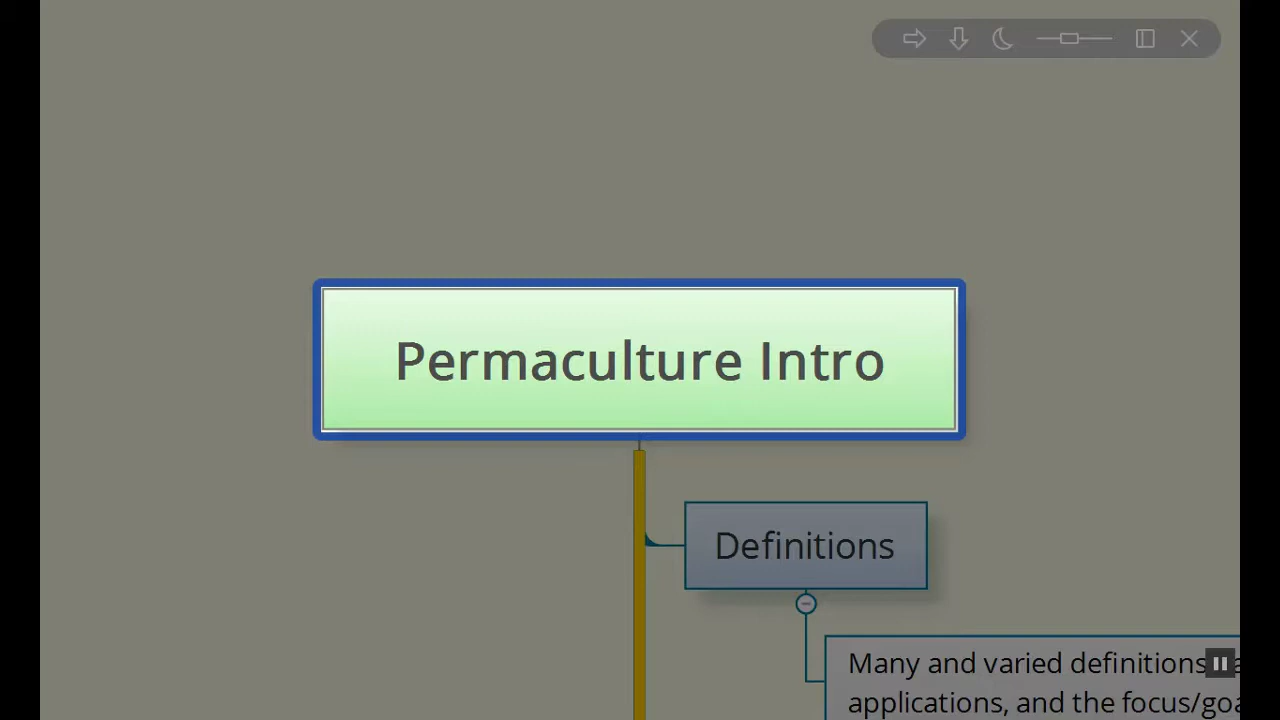 Permaculture Intro
Definitions
Many and varied definitions
applications, and the focus/goa